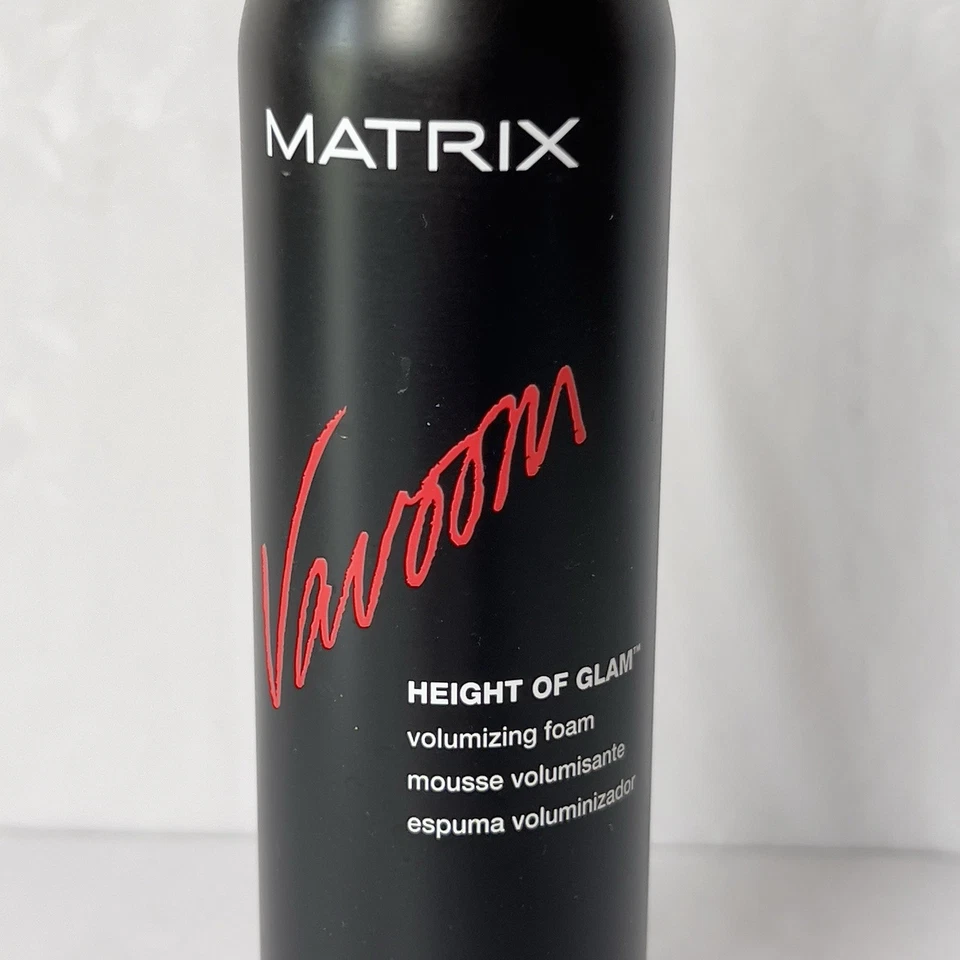 MATRIX
Vavoom
HEIGHT OF GLAM™
volumizing foam
mousse volumisante
espuma voluminizador